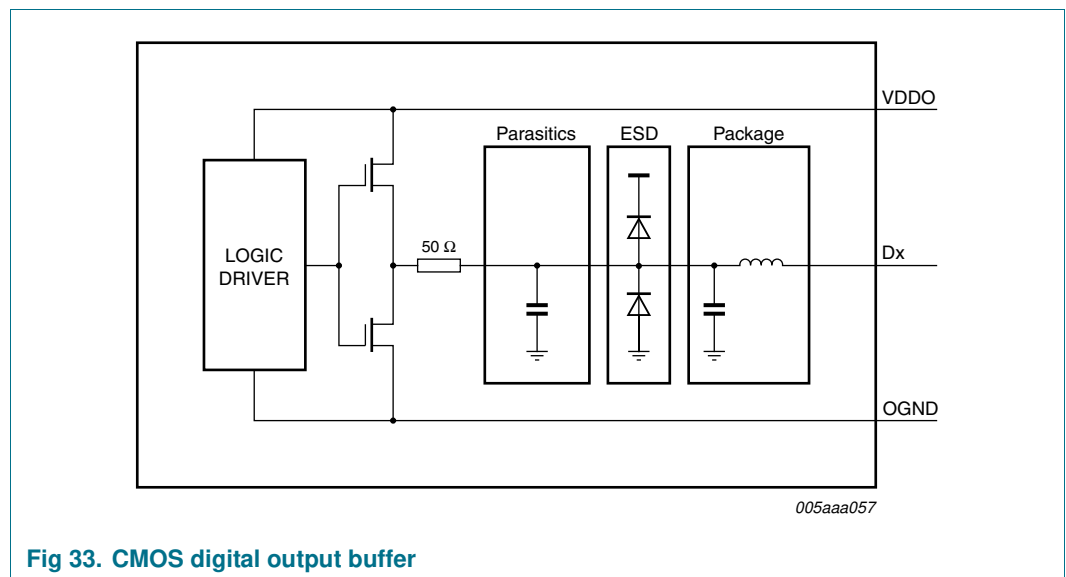 VDDO
Parasitics
ESD
Package
50 Ω
LOGIC
DRIVER
Dx
OGND
005aaa057
Fig 33. CMOS digital output buffer